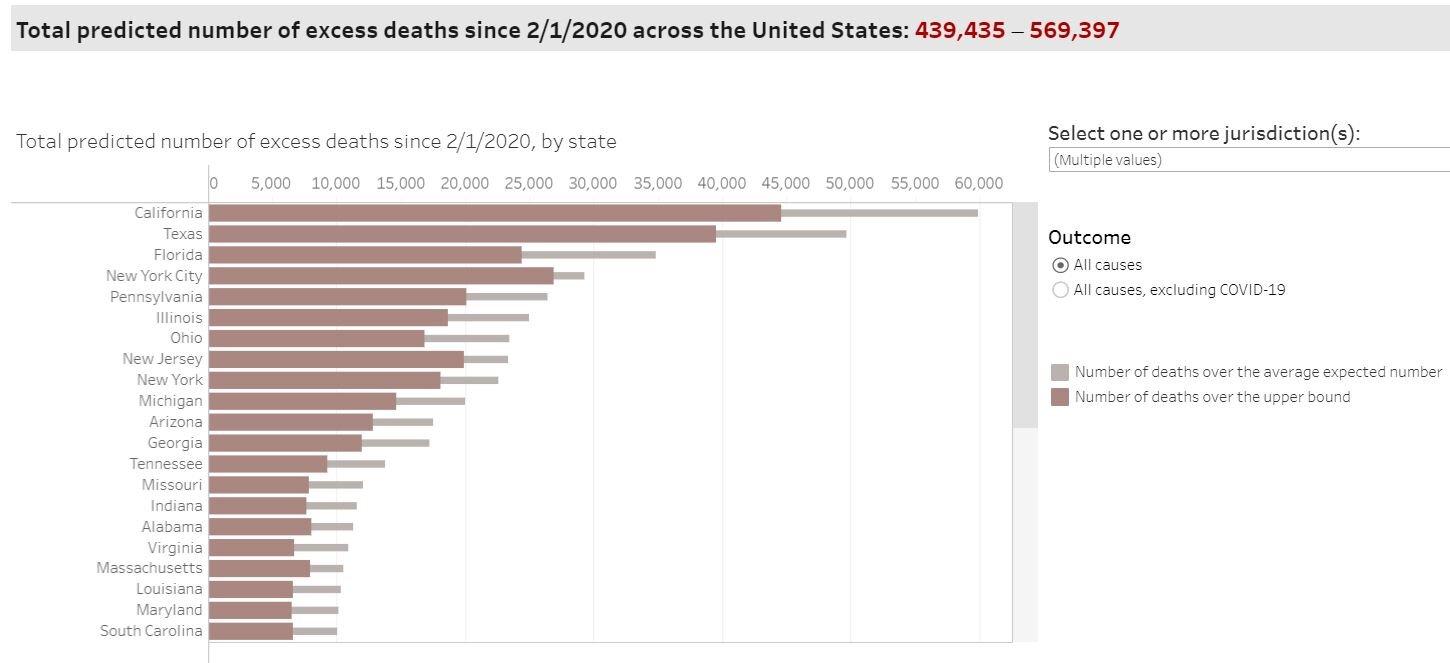 Total predicted number of excess deaths since 2/1/2020 across the United States: 439,435 – 569,397
Total predicted number of excess deaths since 2/1/2020, by state
0 5,000 10,000 15,000 20,000 25,000 30,000 35,000 40,000 45,000 50,000 55,000 60,000
California
Texas
Florida
New York City
Pennsylvania
Illinois
Ohio
New Jersey
New York
Michigan
Arizona
Georgia
Tennessee
Missouri
Indiana
Alabama
Virginia
Massachusetts
Louisiana
Maryland
South Carolina
Select one or more jurisdiction(s):
(Multiple values)
Outcome
All causes
All causes, excluding COVID-19
Number of deaths over the average expected number
Number of deaths over the upper bound